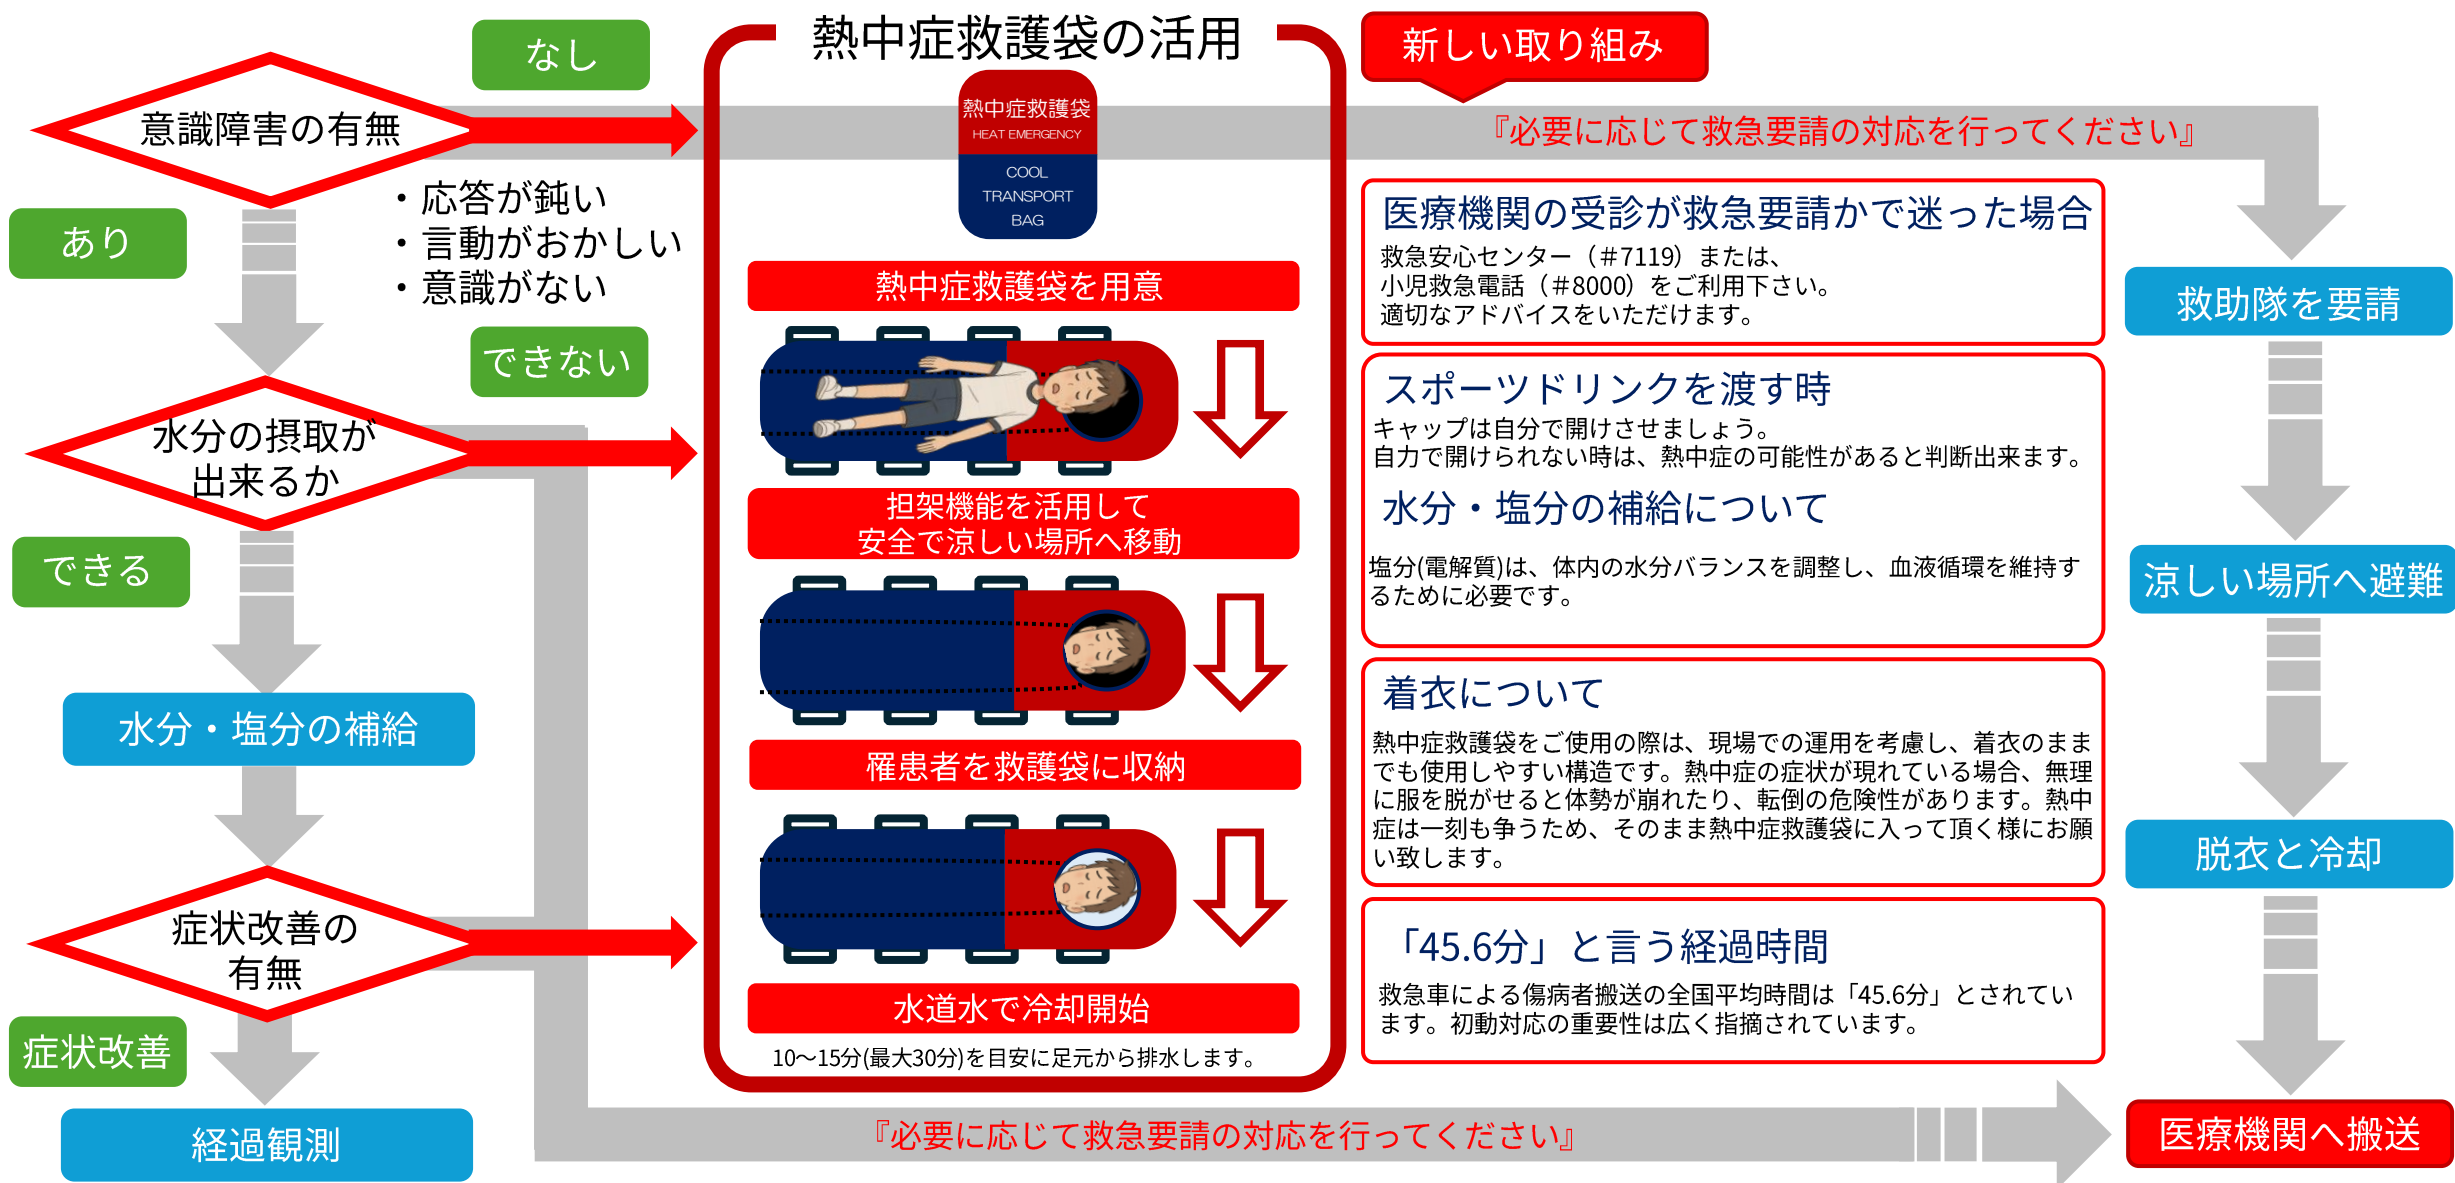 なし
意識障害の有無
あり
・応答が鈍い
・言動がおかしい
・意識がない
できない
水分の摂取が
出来るか
できる
水分・塩分の補給
症状改善の
有無
症状改善
経過観測
熱中症救護袋の活用
熱中症救護袋
HEAT EMERGENCY
COOL
TRANSPORT
BAG
熱中症救護袋を用意
担架機能を活用して
安全で涼しい場所へ移動
罹患者を救護袋に収納
水道水で冷却開始
10〜15分(最大30分)を目安に足元から排水します。
新しい取り組み
『必要に応じて救急要請の対応を行ってください』
医療機関の受診が救急要請かで迷った場合
救急安心センター（＃7119）または、
小児救急電話（＃8000）をご利用下さい。
適切なアドバイスをいただけます。
スポーツドリンクを渡す時
キャップは自分で開けさせましょう。
自力で開けられない時は、熱中症の可能性があると判断出来ます。
水分・塩分の補給について
塩分(電解質)は、体内の水分バランスを調整し、血液循環を維持す
るために必要です。
着衣について
熱中症救護袋をご使用の際は、現場での運用を考慮し、着衣のまま
でも使用しやすい構造です。熱中症の症状が現れている場合、無理
に服を脱がせると体勢が崩れたり、転倒の危険性があります。熱中
症は一刻も争うため、そのまま熱中症救護袋に入って頂く様にお願
い致します。
「45.6分」と言う経過時間
救急車による傷病者搬送の全国平均時間は「45.6分」とされてい
ます。初動対応の重要性は広く指摘されています。
『必要に応じて救急要請の対応を行ってください』
救助隊を要請
涼しい場所へ避難
脱衣と冷却
医療機関へ搬送